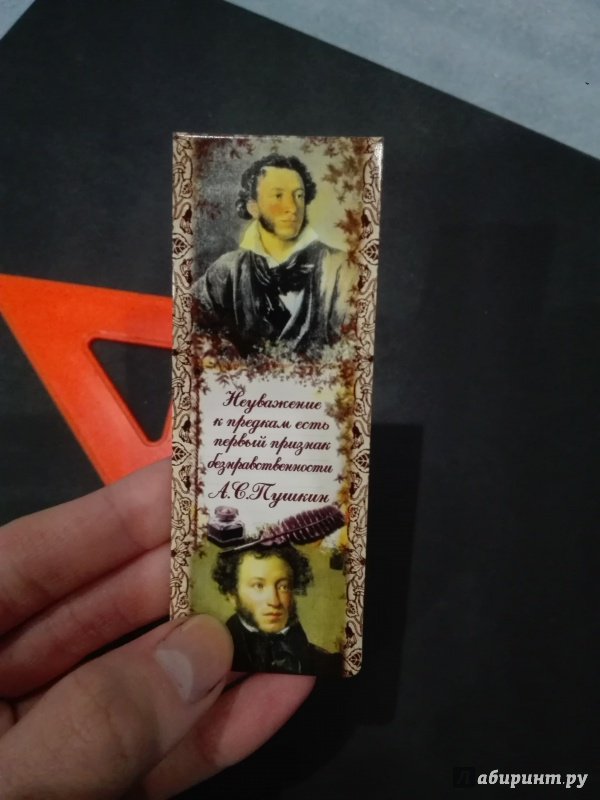 Неуважение
к предкам есть
первый признак
безнравственности
А.С.Пушкин
Лабиринт.ру